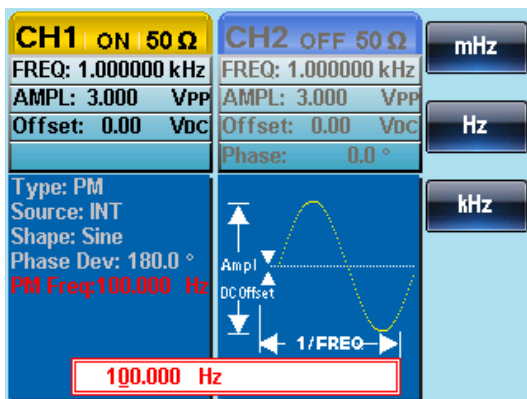 CH1 ON 50 Ω
FREQ: 1.000000 kHz
AMPL: 3.000 VPP
Offset: 0.00 VDC
CH2 OFF 50 Ω
FREQ: 1.000000 kHz
AMPL: 3.000 VPP
Offset: 0.00 VDC
Phase: 0.0 °
mHz
Hz
kHz
Type: PM
Source: INT
Shape: Sine
Phase Dev: 180.0 °
PM Freq:100.000 Hz
Ampl
DC Offset
1/FREQ
100.000 Hz